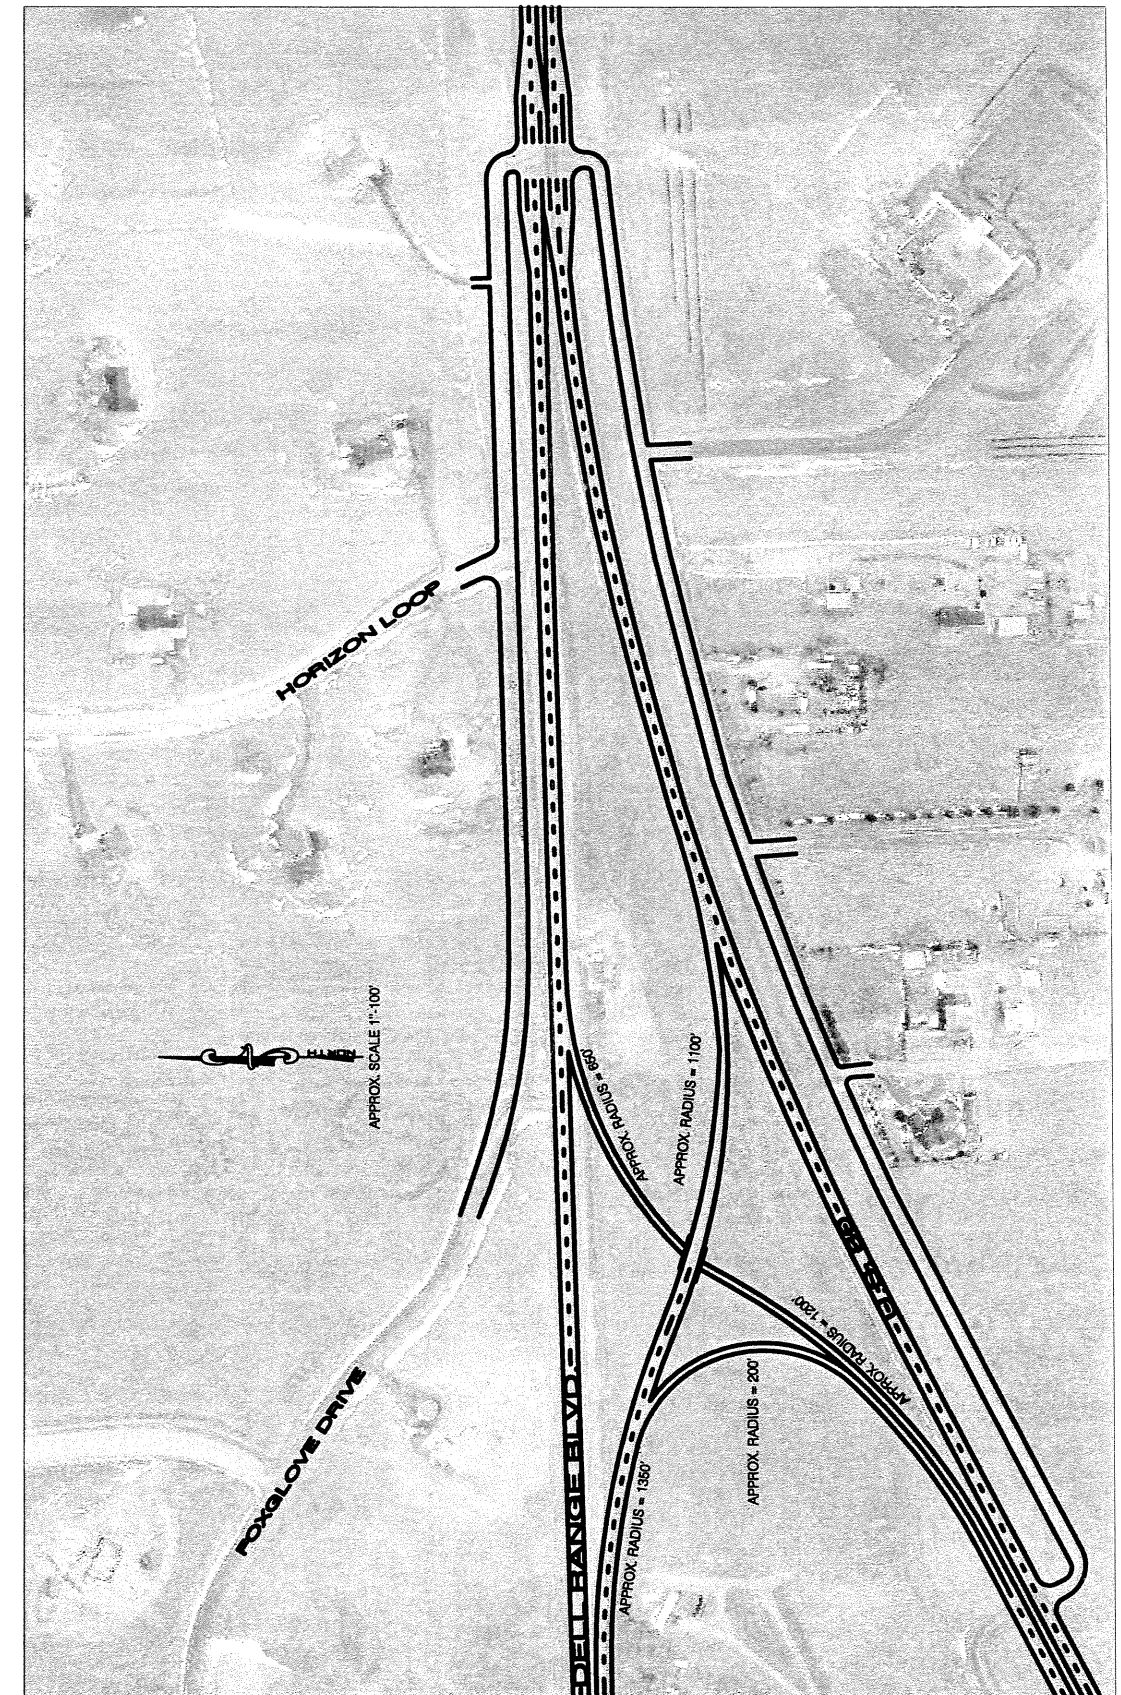 HORIZON LOOP
APPROX. SCALE 1"-100'
APPROX. RADIUS = 650'
APPROX. RADIUS = 1100'
APPROX. RADIUS = 1200'
APPROX. RADIUS = 200'
APPROX. RADIUS = 1350'
FOXGLOVE DRIVE
DELL RANGE BLVD.
U.S.